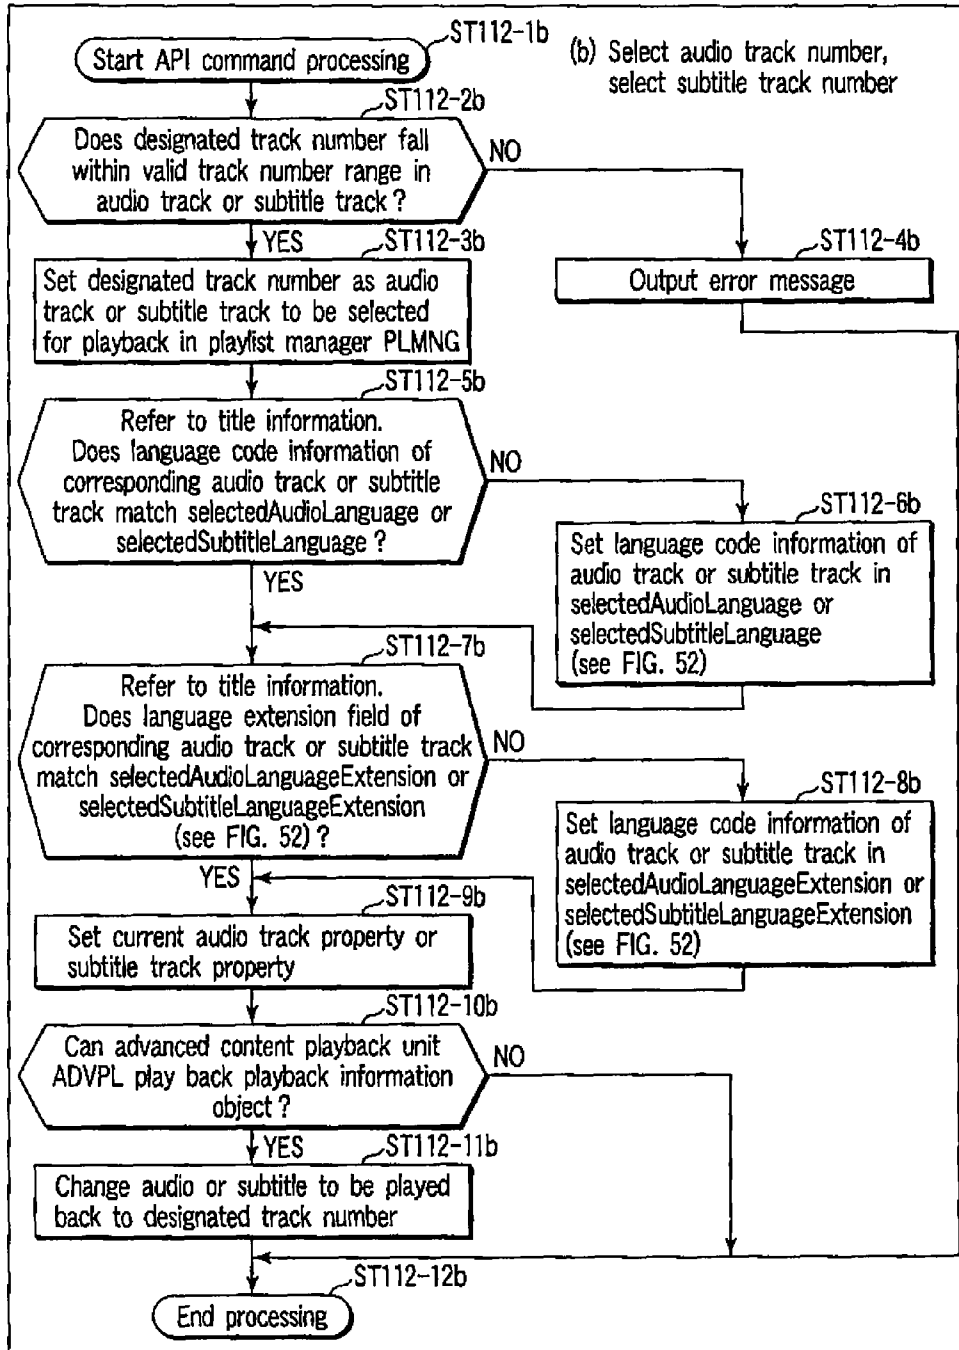 ST112-1b
Start API command processing
(b) Select audio track number,
select subtitle track number
ST112-2b
Does designated track number fall
within valid track number range in
audio track or subtitle track ?
NO
YES
ST112-3b
Set designated track number as audio
track or subtitle track to be selected
for playback in playlist manager PLMNG
ST112-4b
Output error message
ST112-5b
Refer to title information.
Does language code information of
corresponding audio track or subtitle
track match selectedAudioLanguage or
selectedSubtitleLanguage ?
NO
YES
ST112-6b
Set language code information of
audio track or subtitle track in
selectedAudioLanguage or
selectedSubtitleLanguage
(see FIG. 52)
ST112-7b
Refer to title information.
Does language extension field of
corresponding audio track or subtitle track
match selectedAudioLanguageExtension or
selectedSubtitleLanguageExtension
(see FIG. 52) ?
NO
YES
ST112-8b
Set language code information of
audio track or subtitle track in
selectedAudioLanguageExtension or
selectedSubtitleLanguageExtension
(see FIG. 52)
ST112-9b
Set current audio track property or
subtitle track property
ST112-10b
Can advanced content playback unit
ADVPL play back playback information
object ?
NO
YES
ST112-11b
Change audio or subtitle to be played
back to designated track number
ST112-12b
End processing